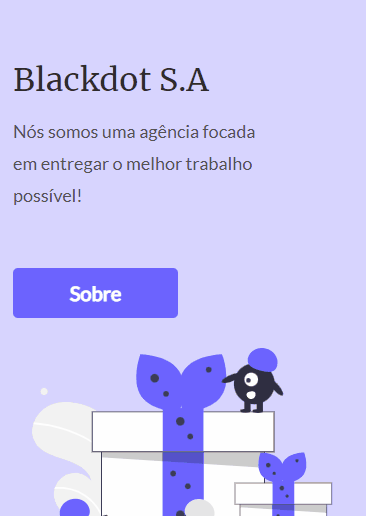 Blackdot S.A
Nós somos uma agência focada
em entregar o melhor trabalho
possível!
Sobre